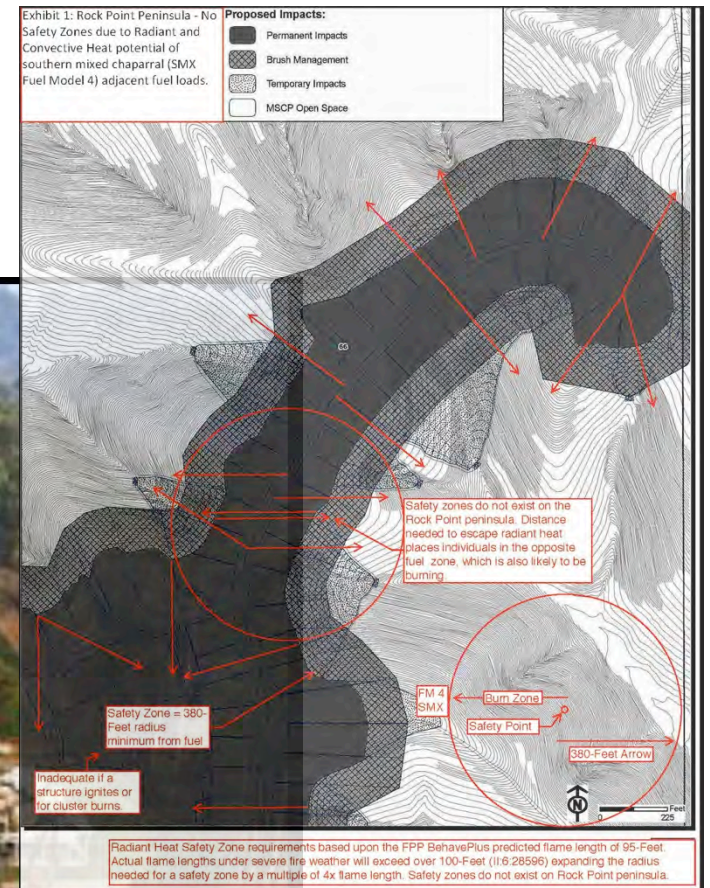 Exhibit 1: Rock Point Peninsula - No
Safety Zones due to Radiant and
Convective Heat potential of
southern mixed chaparral (SMX
Fuel Model 4) adjacent fuel loads.
Proposed Impacts:
Permanent Impacts
Brush Management
Temporary Impacts
MSCP Open Space
66
Safety zones do not exist on the
Rock Point peninsula. Distance
needed to escape radiant heat
places individuals in the opposite
fuel zone, which is also likely to be
burning
Safety Zone = 380-
Feet radius
minimum from fuel
Inadequate if a
structure ignites or
for cluster burns.
FM 4
SMX
Burn Zone
Safety Point
380-Feet Arrow
N
Feet
0 225
Radiant Heat Safety Zone requirements based upon the FPP BehavePlus predicted flame length of 95-Feet.
Actual flame lengths under severe fire weather will exceed over 100-Feet (II:6:28596) expanding the radius
needed for a safety zone by a multiple of 4x flame length. Safety zones do not exist on Rock Point peninsula.